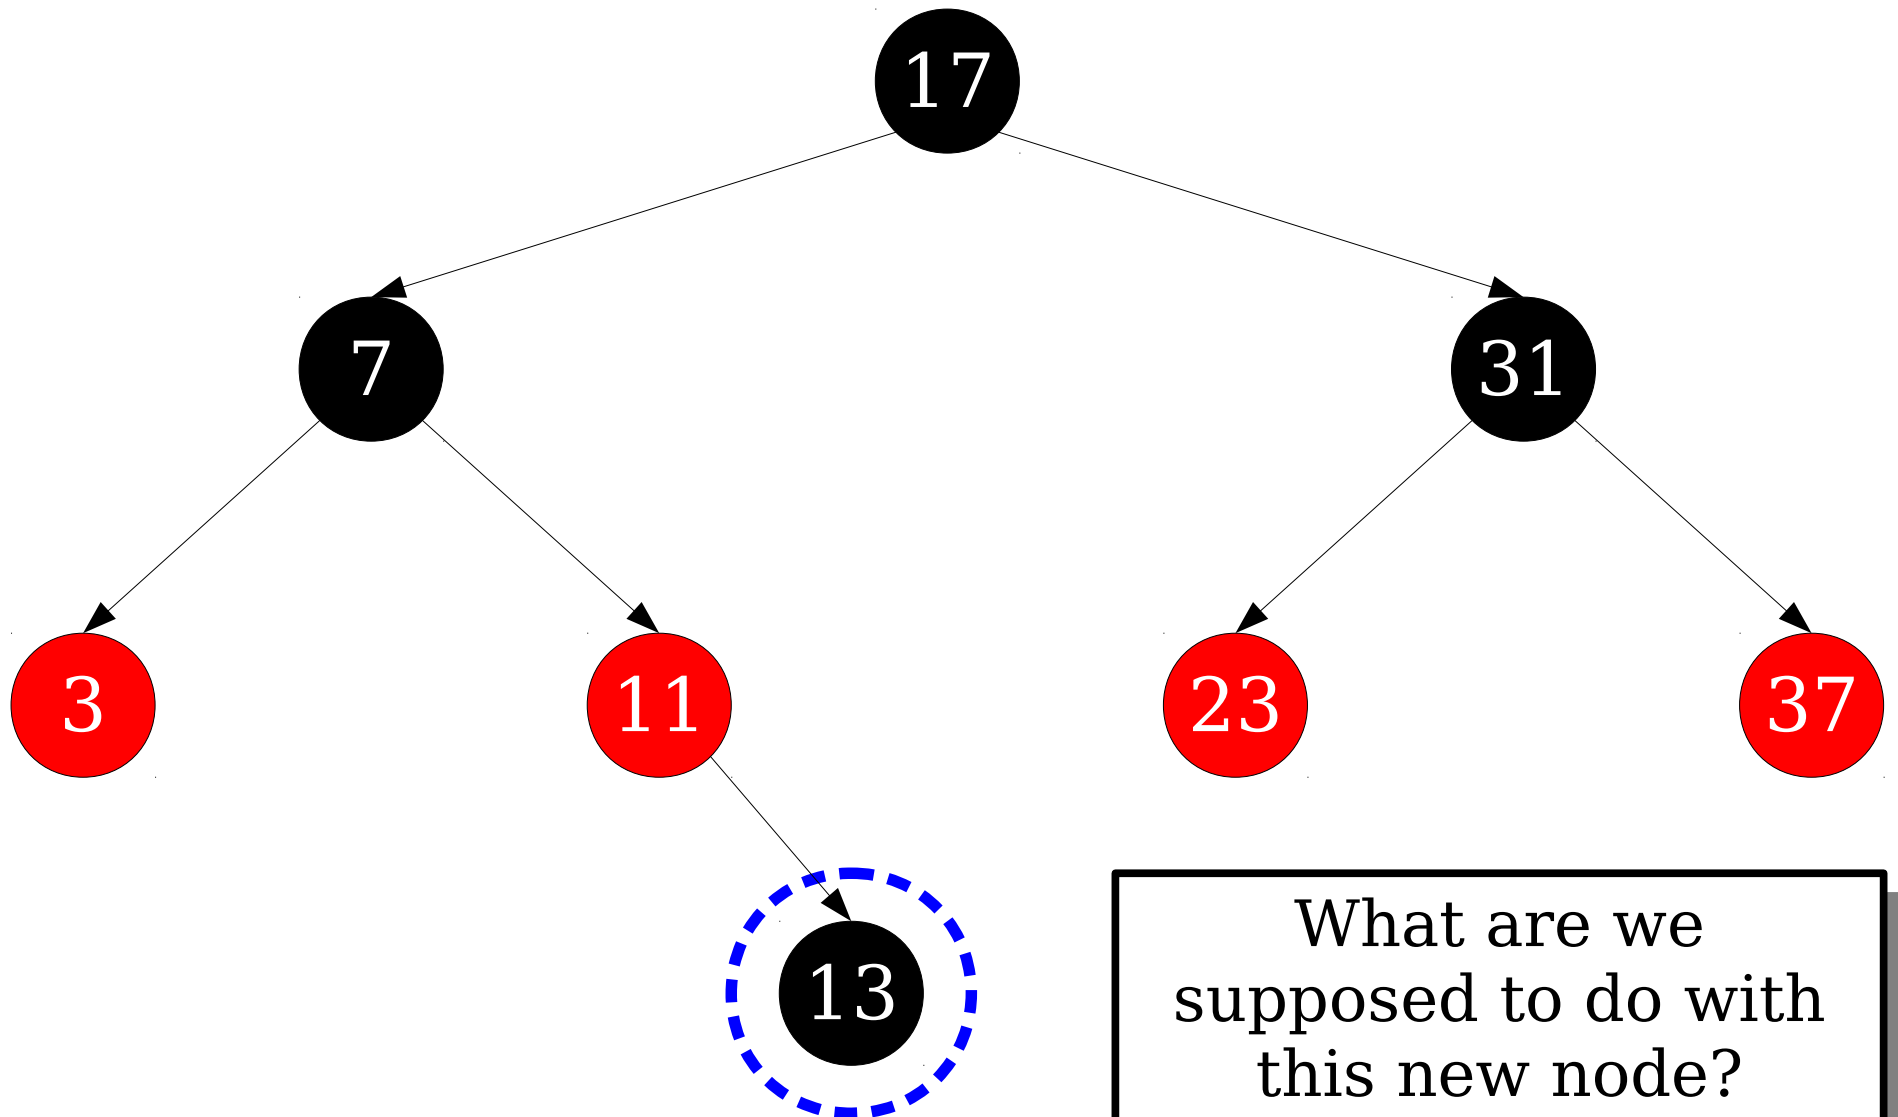 17
7
31
3
11
23
37
13
What are we
supposed to do with
this new node?